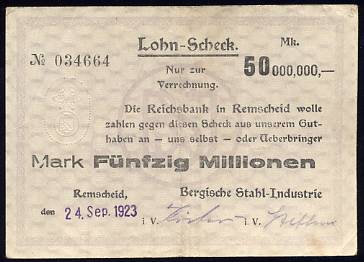 Lohn-Scheck. Mk.
№ 034664
Nur zur 50000,000,—
Verrechnung.
Die Reichsbank in Remscheid wolle
zahlen gegen diesen Scheck aus unserem Gut-
haben an — uns selbst — oder Ueberbringer
Mark Fünfzig Millionen
Remscheid, Bergische Stahl-Industrie
den 24. Sep. 1923 i V. i V.